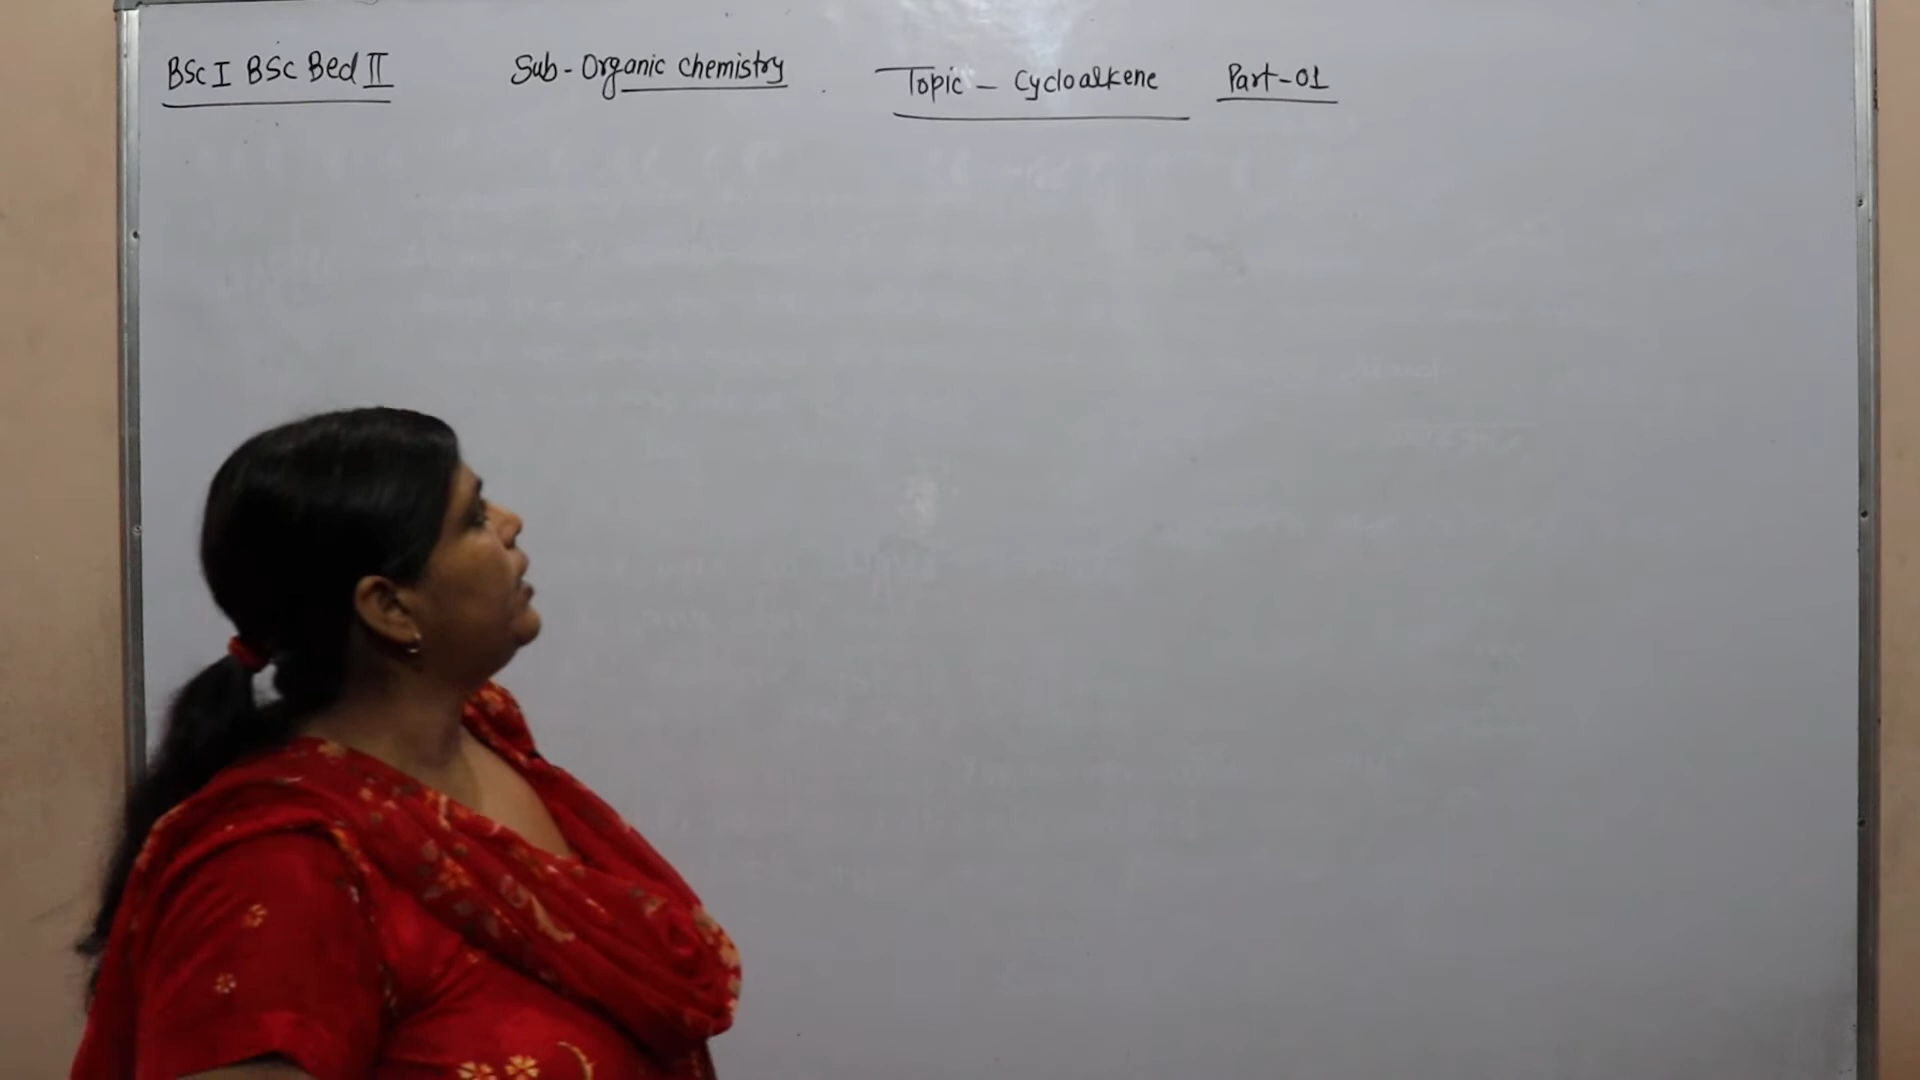 BSc I BSc Bed II Sub - Organic chemistry . Topic - Cycloalkene Part-01